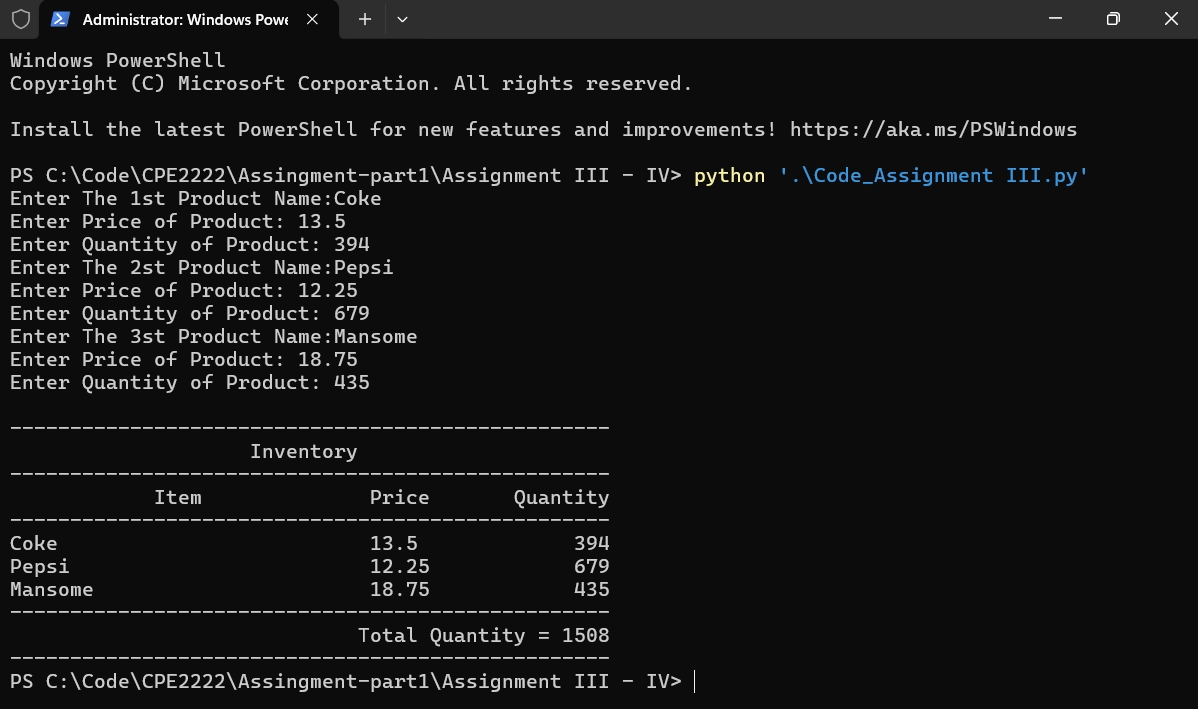 Administrator: Windows Powe
Windows PowerShell
Copyright (C) Microsoft Corporation. All rights reserved.
Install the latest PowerShell for new features and improvements! https://aka.ms/PSWindows
PS C:\Code\CPE2222\Assingment-part1\Assignment III - IV> python '.\Code_Assignment III.py'
Enter The 1st Product Name:Coke
Enter Price of Product: 13.5
Enter Quantity of Product: 394
Enter The 2st Product Name:Pepsi
Enter Price of Product: 12.25
Enter Quantity of Product: 679
Enter The 3st Product Name:Mansome
Enter Price of Product: 18.75
Enter Quantity of Product: 435
--------------------------------------------------
Inventory
--------------------------------------------------
Item Price Quantity
--------------------------------------------------
Coke 13.5 394
Pepsi 12.25 679
Mansome 18.75 435
--------------------------------------------------
Total Quantity = 1508
--------------------------------------------------
PS C:\Code\CPE2222\Assingment-part1\Assignment III - IV>